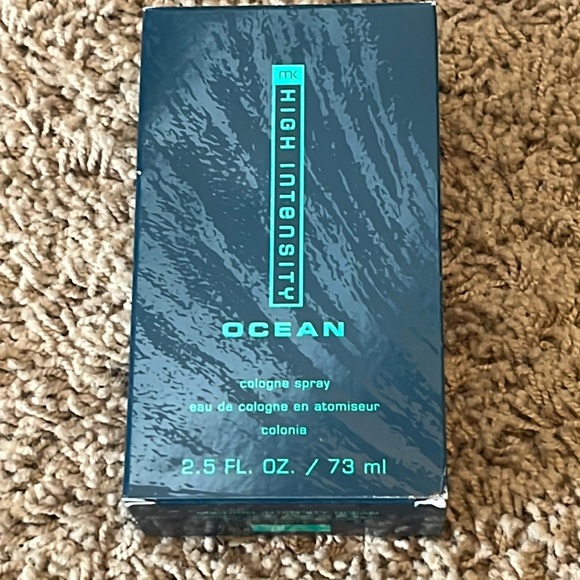 mk
HIGH INTENSITY
OCEAN
cologne spray
eau de cologne en atomiseur
colonia
2.5 FL. OZ. / 73 ml